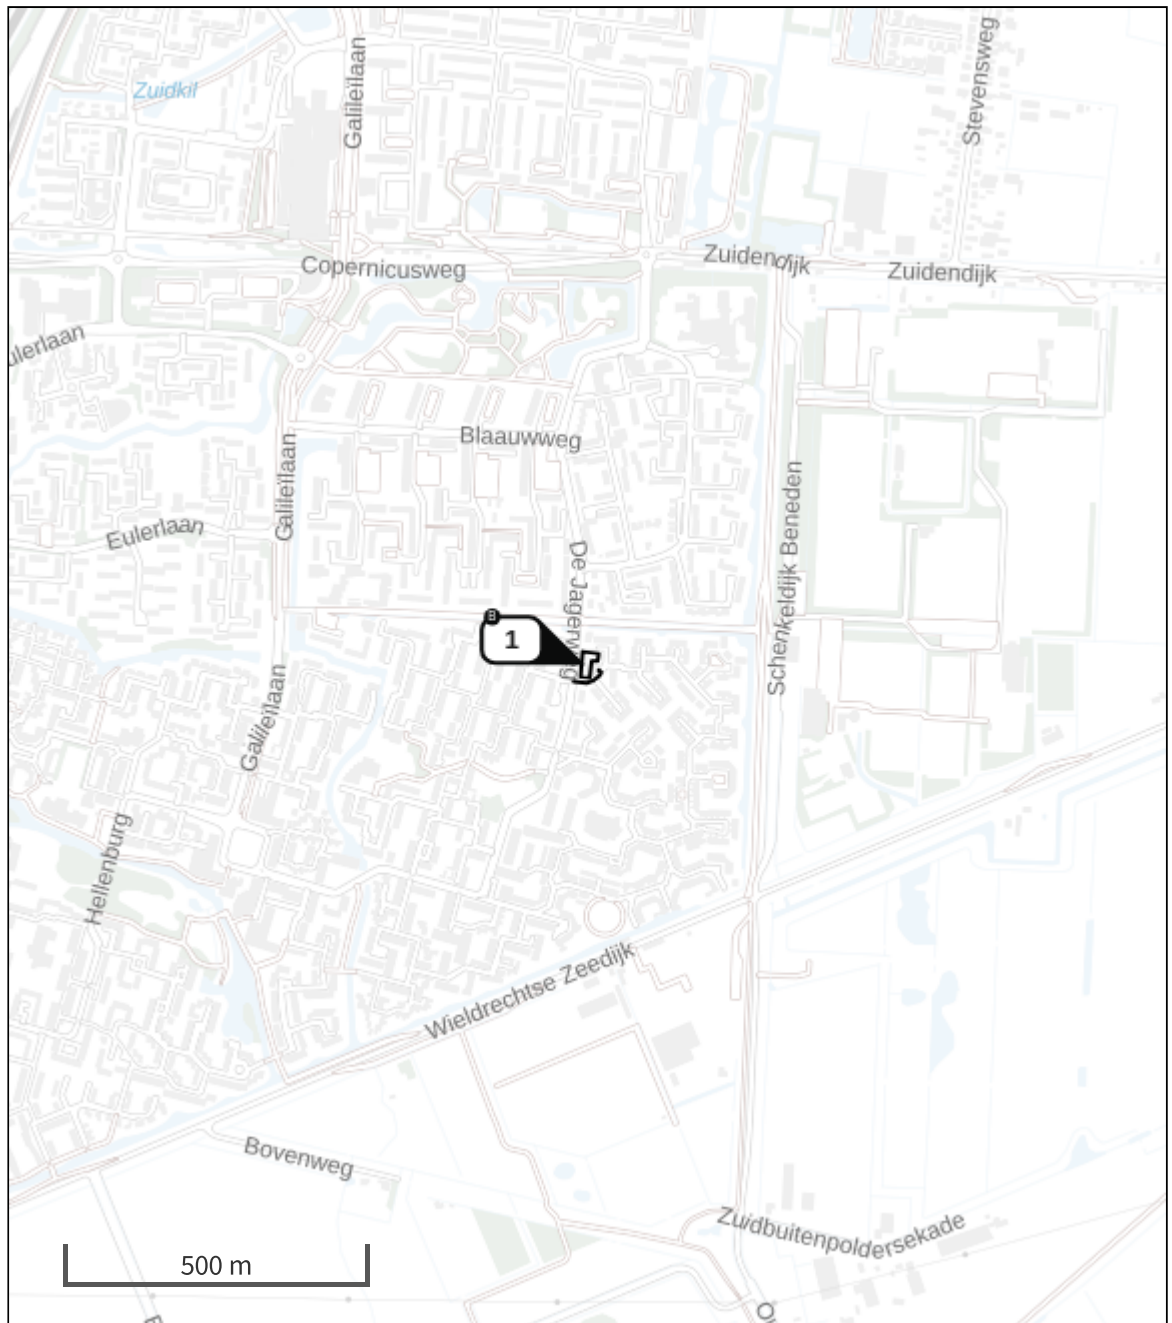 Stevensweg
Galileïlaan
Zuidkil
Zuidendijk
Zuidendijk
Copernicusweg
Blaauwweg
Galileïlaan
Schenkeldijk Beneden
Eulerlaan
De Jagerweg
1
Galileïlaan
Hellenburg
Wieldrechtse Zeedijk
Bovenweg
Zuidbuitenpoldersekade
500 m